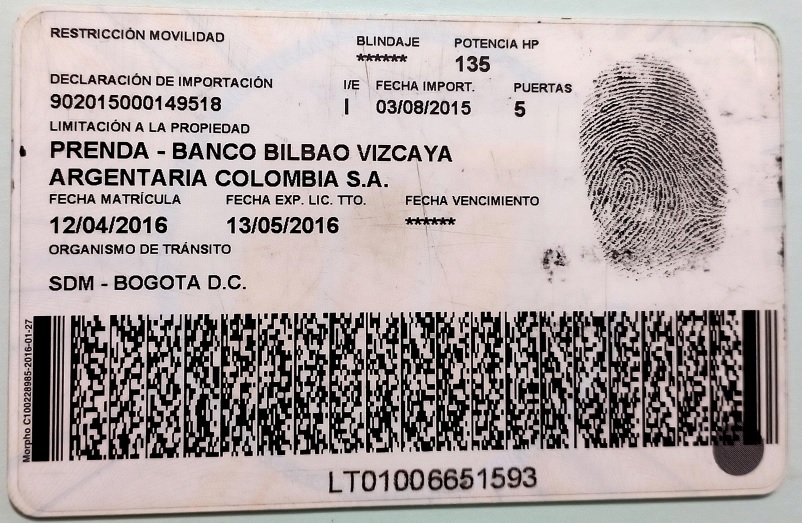 RESTRICCIÓN MOVILIDAD BLINDAJE POTENCIA HP
****** 135
DECLARACIÓN DE IMPORTACIÓN I/E FECHA IMPORT. PUERTAS
902015000149518 I 03/08/2015 5
LIMITACIÓN A LA PROPIEDAD
PRENDA - BANCO BILBAO VIZCAYA
ARGENTARIA COLOMBIA S.A.
FECHA MATRÍCULA FECHA EXP. LIC. TTO. FECHA VENCIMIENTO
12/04/2016 13/05/2016 ******
ORGANISMO DE TRÁNSITO
SDM - BOGOTA D.C.
Morpho C100228985-2016-01-27
LT01006651593